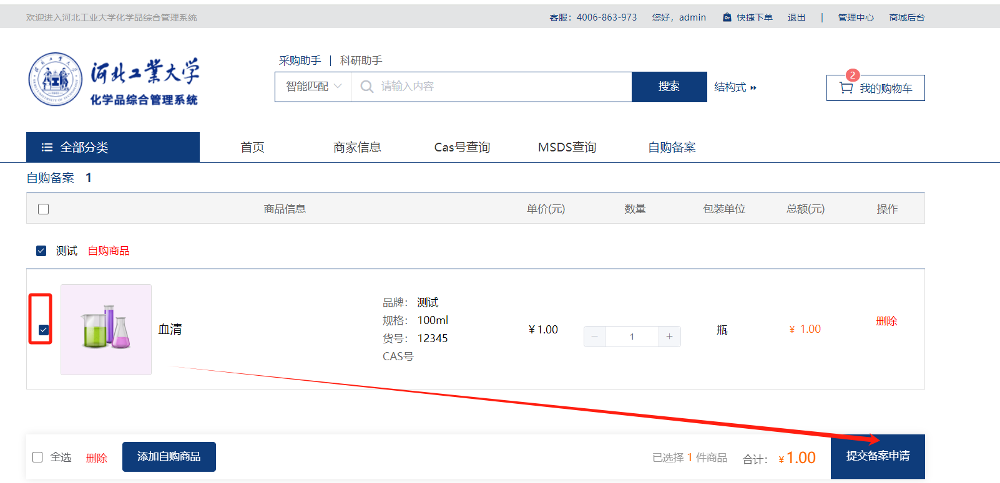 欢迎进入河北工业大学化学品综合管理系统
客服：4006-863-973 您好，admin 快捷下单 退出 | 管理中心 商城后台
河北工業大学
化学品综合管理系统
采购助手 | 科研助手
智能匹配 请输入内容 搜索 结构式
2
我的购物车
全部分类 首页 商家信息 Cas号查询 MSDS查询 自购备案
自购备案 1
商品信息 单价(元) 数量 包装单位 总额(元) 操作
测试 自购商品
血清
品牌： 测试
规格： 100ml
货号： 12345
CAS号
¥1.00 − 1 + 瓶 ¥ 1.00 删除
全选 删除 添加自购商品 已选择 1 件商品 合计： ¥1.00 提交备案申请